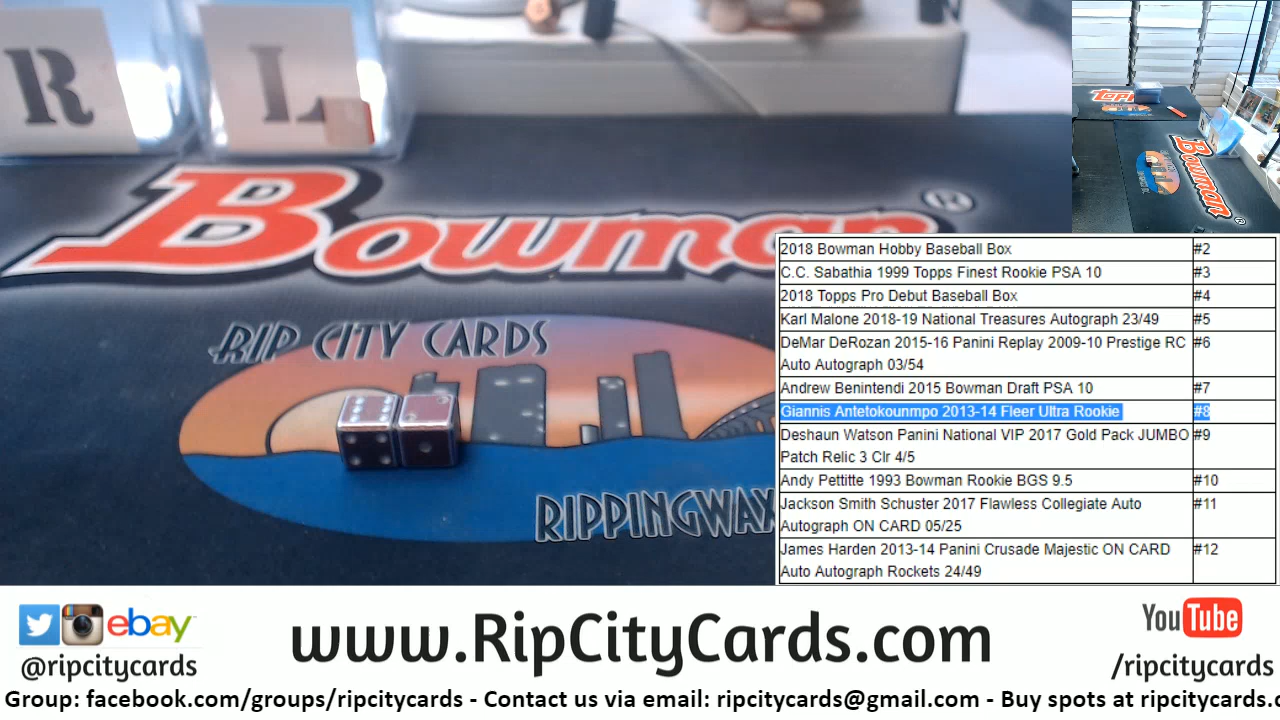 R
L
Bowman
®
RIP CITY CARDS
RIPPINGWAX
Bowman
®
2018 Bowman Hobby Baseball Box #2
C.C. Sabathia 1999 Topps Finest Rookie PSA 10 #3
2018 Topps Pro Debut Baseball Box #4
Karl Malone 2018-19 National Treasures Autograph 23/49 #5
DeMar DeRozan 2015-16 Panini Replay 2009-10 Prestige RC #6
Auto Autograph 03/54
Andrew Benintendi 2015 Bowman Draft PSA 10 #7
Giannis Antetokounmpo 2013-14 Fleer Ultra Rookie #8
Deshaun Watson Panini National VIP 2017 Gold Pack JUMBO #9
Patch Relic 3 Clr 4/5
Andy Pettitte 1993 Bowman Rookie BGS 9.5 #10
Jackson Smith Schuster 2017 Flawless Collegiate Auto #11
Autograph ON CARD 05/25
James Harden 2013-14 Panini Crusade Majestic ON CARD #12
Auto Autograph Rockets 24/49
ebay
@ripcitycards
www.RipCityCards.com
YouTube
/ripcitycards
Group: facebook.com/groups/ripcitycards - Contact us via email: ripcitycards@gmail.com - Buy spots at ripcitycards.c